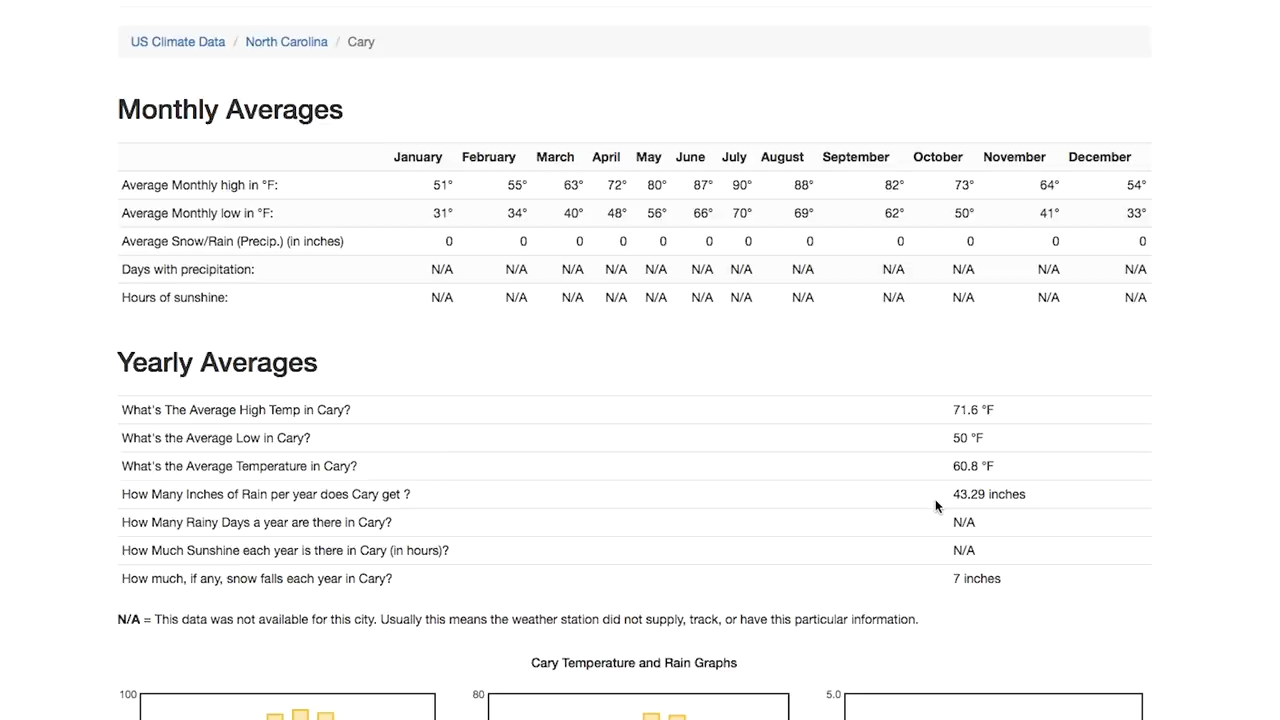 US Climate Data / North Carolina / Cary
Monthly Averages
January February March April May June July August September October November December
Average Monthly high in °F: 51° 55° 63° 72° 80° 87° 90° 88° 82° 73° 64° 54°
Average Monthly low in °F: 31° 34° 40° 48° 56° 66° 70° 69° 62° 50° 41° 33°
Average Snow/Rain (Precip.) (in inches) 0 0 0 0 0 0 0 0 0 0 0 0
Days with precipitation: N/A N/A N/A N/A N/A N/A N/A N/A N/A N/A N/A N/A
Hours of sunshine: N/A N/A N/A N/A N/A N/A N/A N/A N/A N/A N/A N/A
Yearly Averages
What's The Average High Temp in Cary? 71.6 °F
What's the Average Low in Cary? 50 °F
What's the Average Temperature in Cary? 60.8 °F
How Many Inches of Rain per year does Cary get ? 43.29 inches
How Many Rainy Days a year are there in Cary? N/A
How Much Sunshine each year is there in Cary (in hours)? N/A
How much, if any, snow falls each year in Cary? 7 inches
N/A = This data was not available for this city. Usually this means the weather station did not supply, track, or have this particular information.
Cary Temperature and Rain Graphs
100 80 5.0